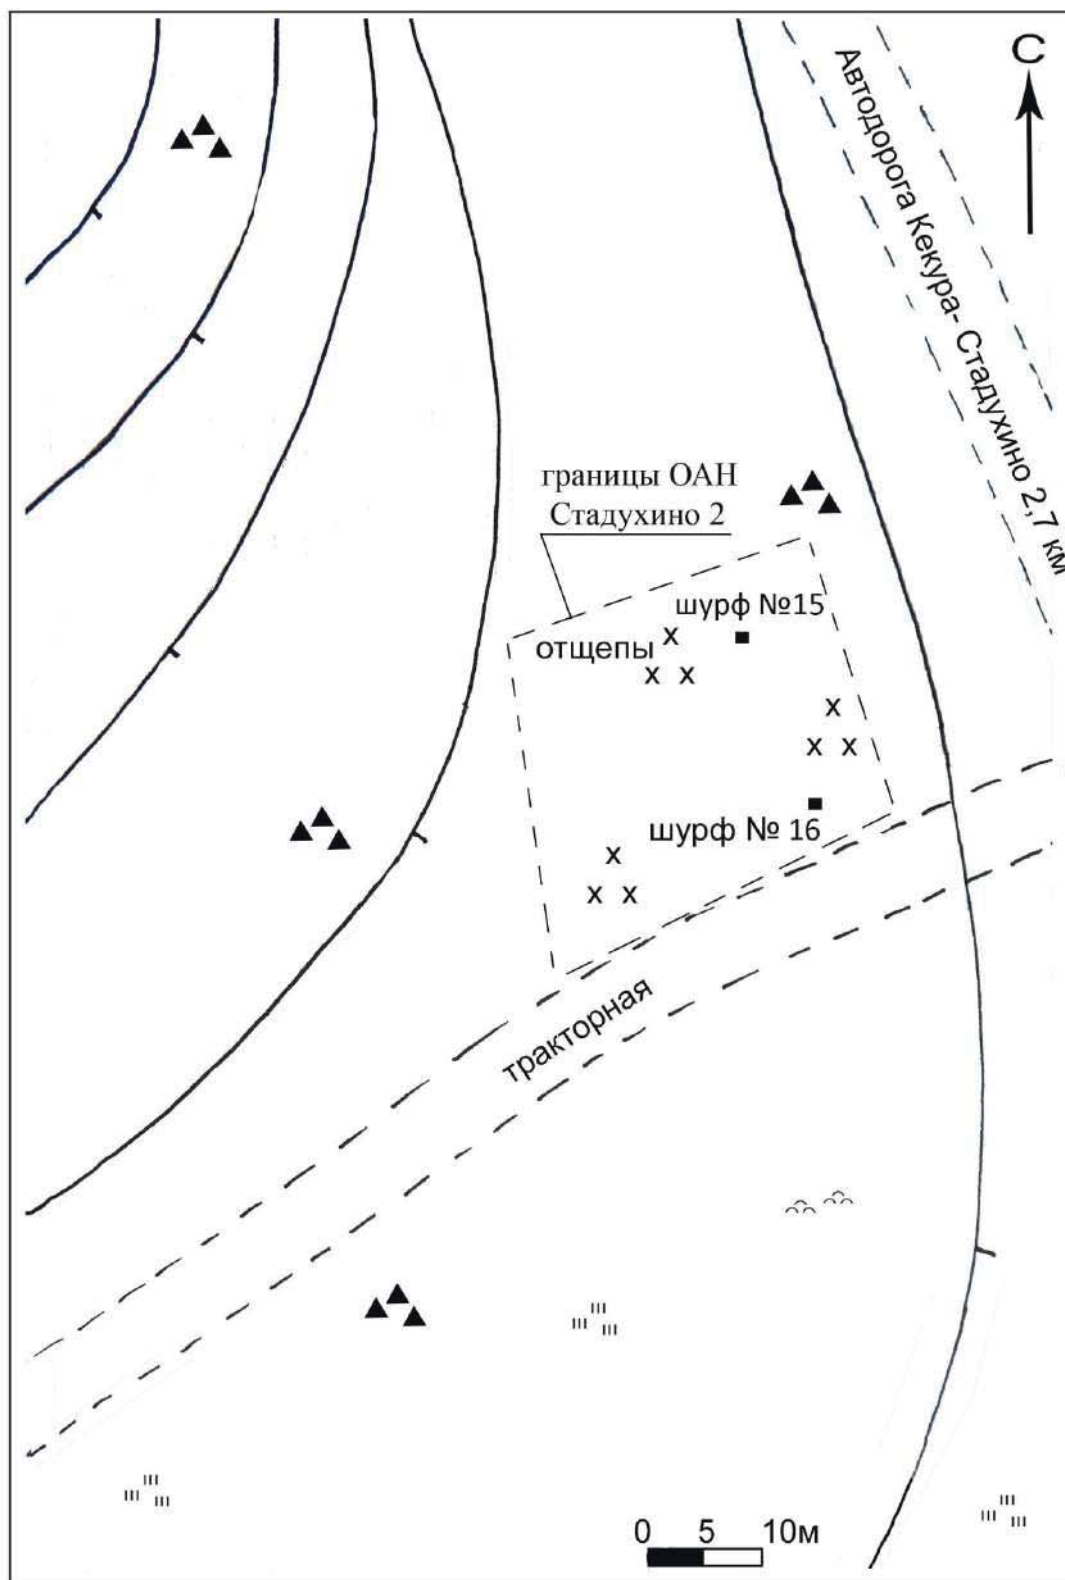 С
Автодорога Кекура- Стадухино 2,7 км
границы ОАН
Стадухино 2
шурф №15
отщепы
х
х х
х
х х
шурф № 16
х
х х
тракторная
0 5 10м